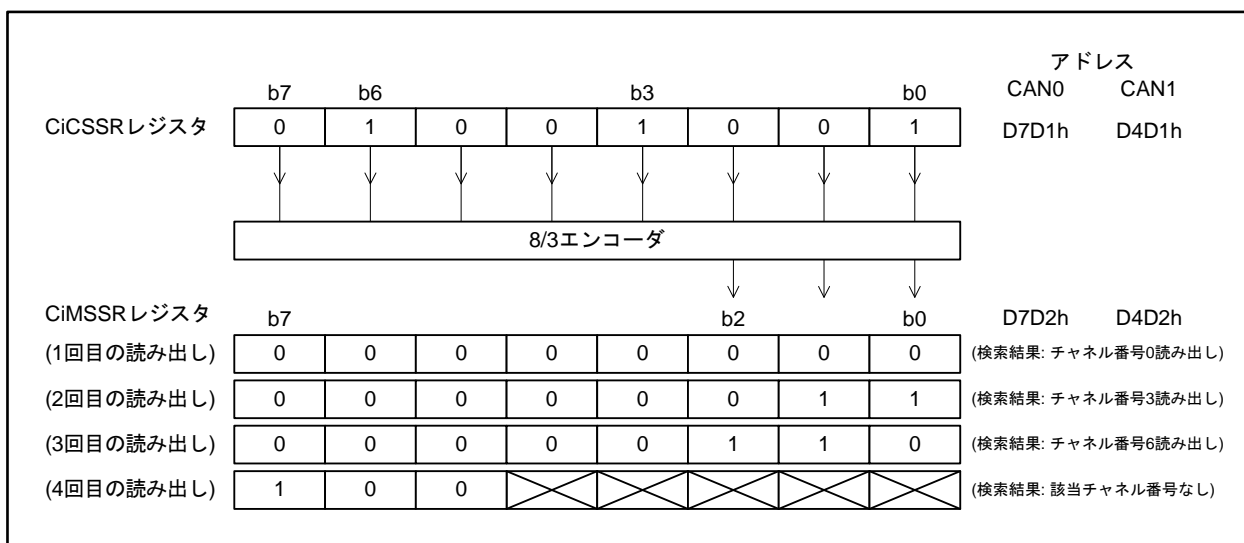 アドレス
b7 b6 b3 b0 CAN0 CAN1
CiCSSRレジスタ 0 1 0 0 1 0 0 1 D7D1h D4D1h
8/3エンコーダ
CiMSSRレジスタ b7 b2 b0 D7D2h D4D2h
(1回目の読み出し) 0 0 0 0 0 0 0 0 (検索結果: チャネル番号0読み出し)
(2回目の読み出し) 0 0 0 0 0 0 1 1 (検索結果: チャネル番号3読み出し)
(3回目の読み出し) 0 0 0 0 0 1 1 0 (検索結果: チャネル番号6読み出し)
(4回目の読み出し) 1 0 0 (検索結果: 該当チャネル番号なし)